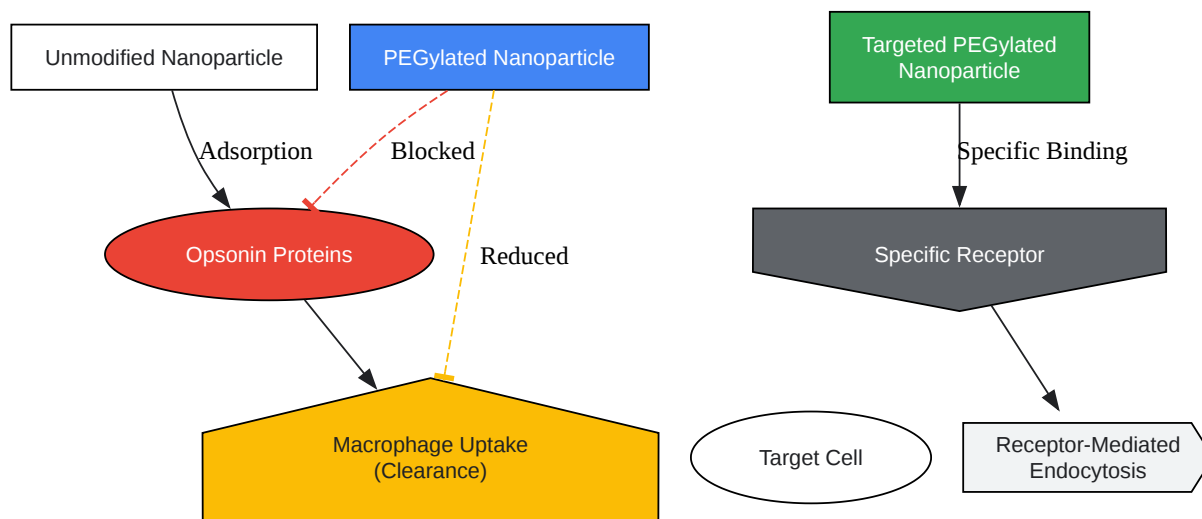 Unmodified Nanoparticle
PEGylated Nanoparticle
Targeted PEGylated
Nanoparticle
Adsorption
Blocked
Specific Binding
Opsonin Proteins
Reduced
Specific Receptor
Macrophage Uptake
(Clearance)
Target Cell
Receptor-Mediated
Endocytosis